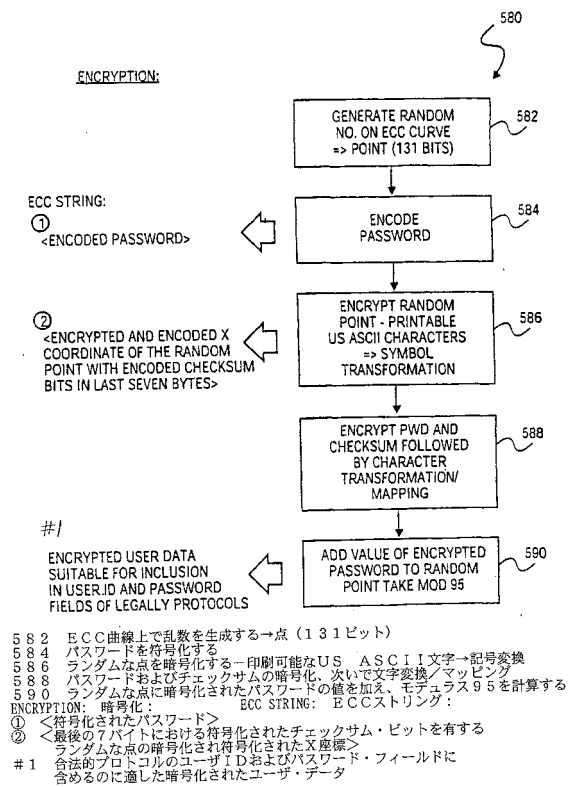 580
ENCRYPTION:
GENERATE RANDOM
NO. ON ECC CURVE
=> POINT (131 BITS)
582
ECC STRING:
①
<ENCODED PASSWORD>
ENCODE
PASSWORD
584
②
<ENCRYPTED AND ENCODED X
COORDINATE OF THE RANDOM
POINT WITH ENCODED CHECKSUM
BITS IN LAST SEVEN BYTES>
ENCRYPT RANDOM
POINT - PRINTABLE
US ASCII CHARACTERS
=> SYMBOL
TRANSFORMATION
586
ENCRYPT PWD AND
CHECKSUM FOLLOWED
BY CHARACTER
TRANSFORMATION/
MAPPING
588
#1
ENCRYPTED USER DATA
SUITABLE FOR INCLUSION
IN USER.ID AND PASSWORD
FIELDS OF LEGALLY PROTOCOLS
ADD VALUE OF ENCRYPTED
PASSWORD TO RANDOM
POINT TAKE MOD 95
590
582 ECC曲線上で乱数を生成する→点(131ビット)
584 パスワードを符号化する
586 ランダムな点を暗号化する−印刷可能なUS ASCII文字→記号変換
588 パスワードおよびチェックサムの暗号化、次いで文字変換/マッピング
590 ランダムな点に暗号化されたパスワードの値を加え、モデュラス95を計算する
ENCRYPTION: 暗号化: ECC STRING: ECCストリング:
① <符号化されたパスワード>
② <最後の7バイトにおける符号化されたチェックサム・ビットを有する
ランダムな点の暗号化され符号化されたX座標>
#1 合法的プロトコルのユーザIDおよびパスワード・フィールドに
含めるのに適した暗号化されたユーザ・データ